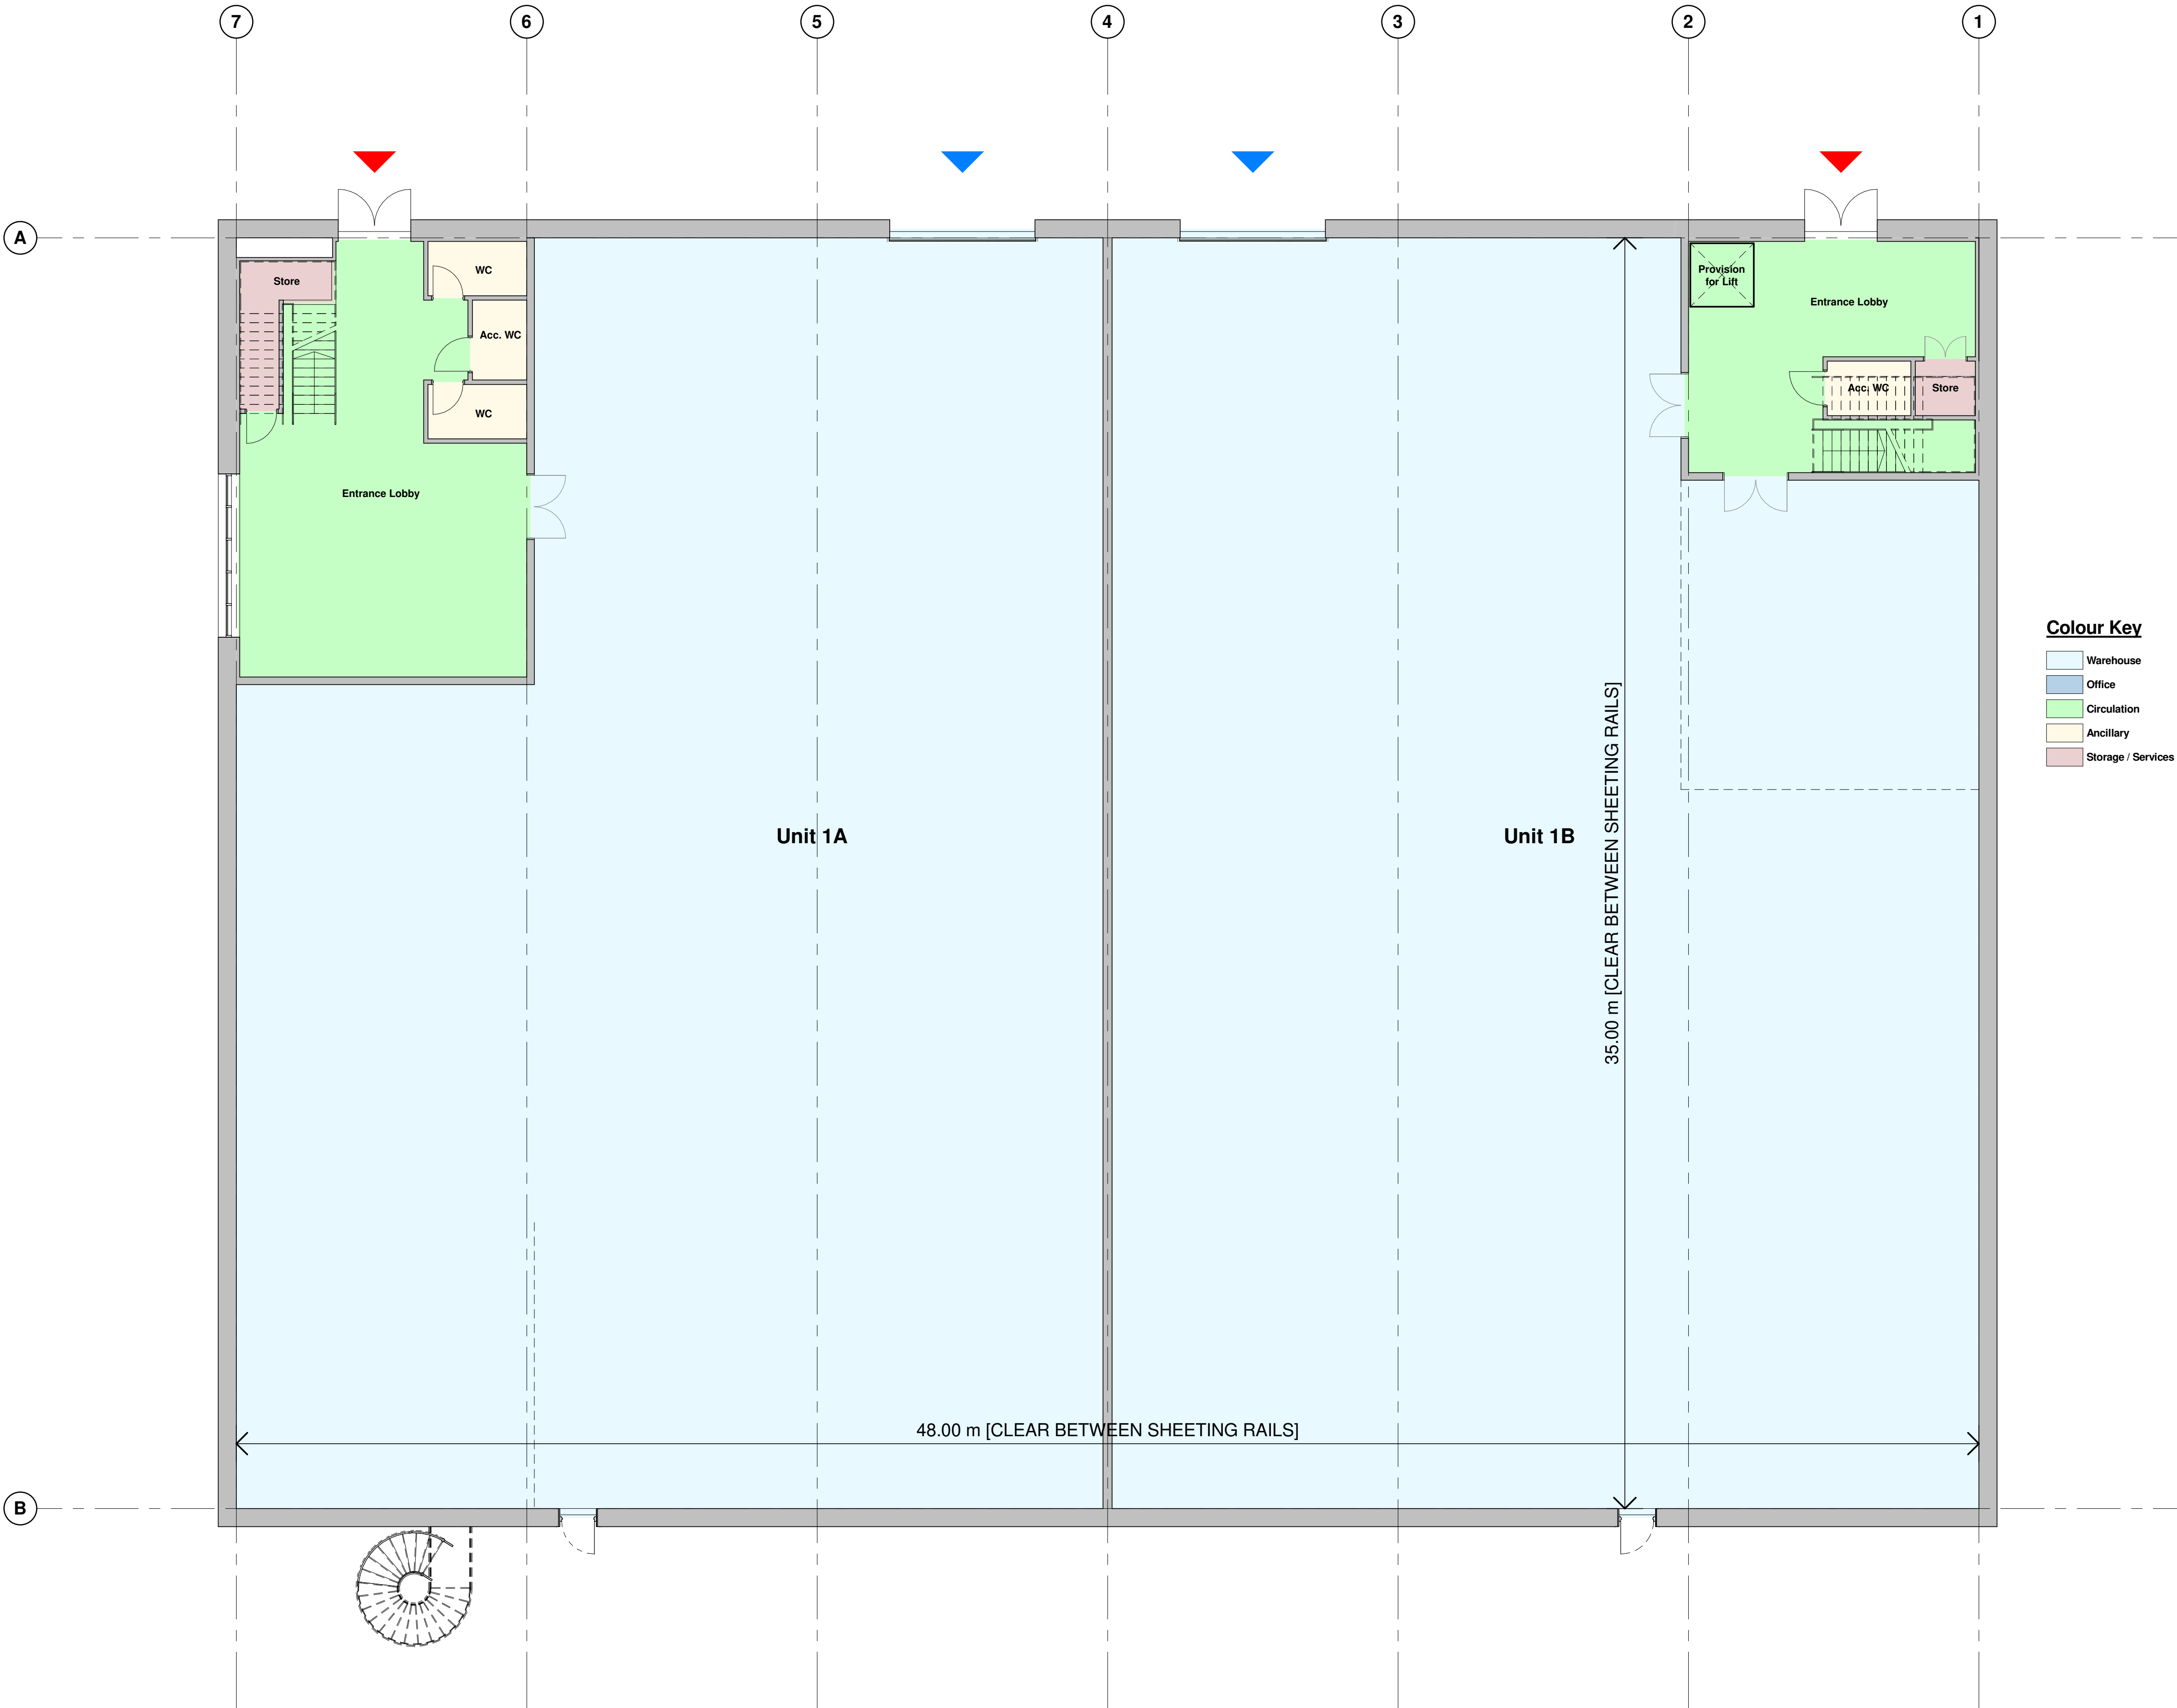 7
6
5
4
3
2
1
A
Store
WC
Acc. WC
WC
Entrance Lobby
Provision
for Lift
Entrance Lobby
Acc. WC
Store
Colour Key
Warehouse
Office
Circulation
Ancillary
Storage / Services
Unit 1A
Unit 1B
35.00 m [CLEAR BETWEEN SHEETING RAILS]
48.00 m [CLEAR BETWEEN SHEETING RAILS]
B